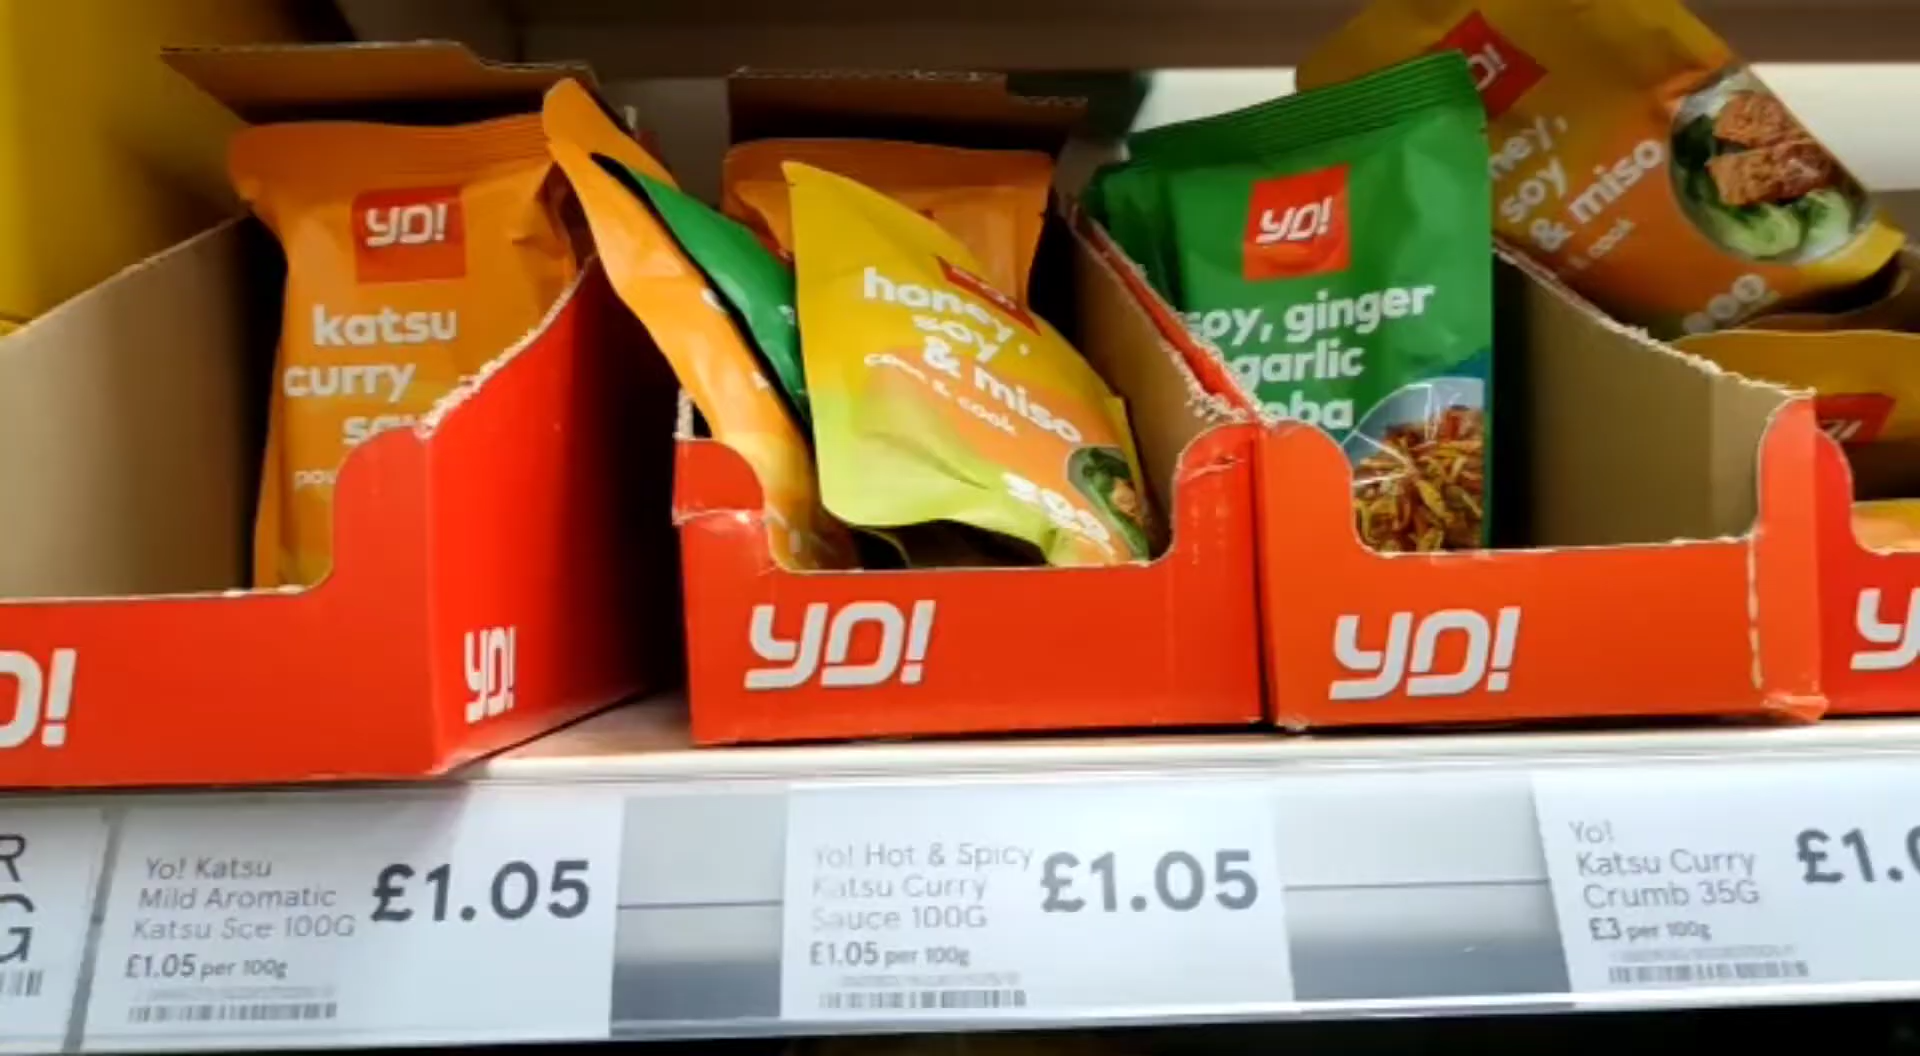 YO!
katsu
curry
YO!
honey,
soy,
& miso
& cook
YO!
soy, ginger
garlic
soy
& miso
& cook
YO!
YO!
YO!
Yo! Katsu
Mild Aromatic
Katsu Sce 100G
£1.05 per 100g
£1.05
Yo! Hot & Spicy
Katsu Curry
Sauce 100G
£1.05 per 100g
£1.05
Yo!
Katsu Curry
Crumb 35G
£3 per 100g